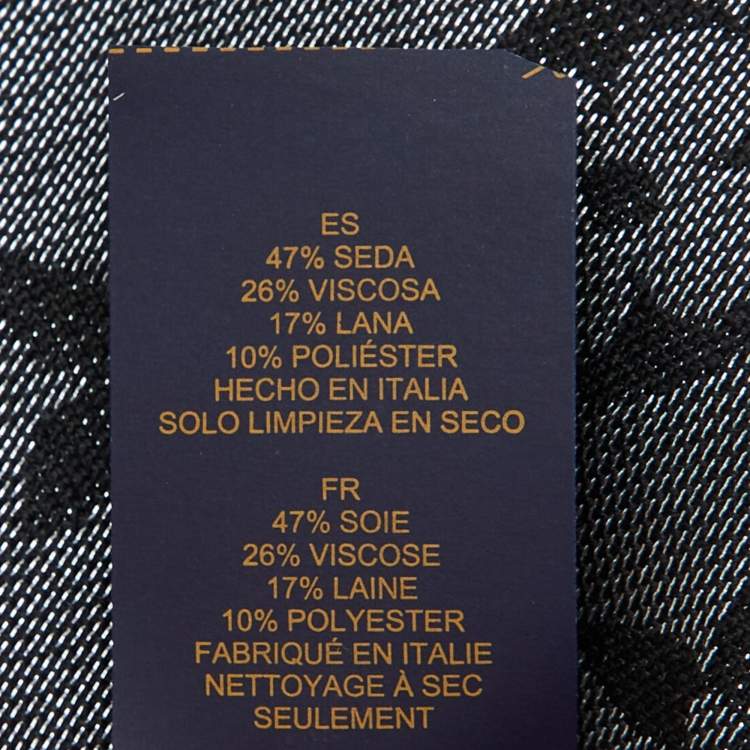 ES
47% SEDA
26% VISCOSA
17% LANA
10% POLIÉSTER
HECHO EN ITALIA
SOLO LIMPIEZA EN SECO
FR
47% SOIE
26% VISCOSE
17% LAINE
10% POLYESTER
FABRIQUÉ EN ITALIE
NETTOYAGE À SEC
SEULEMENT